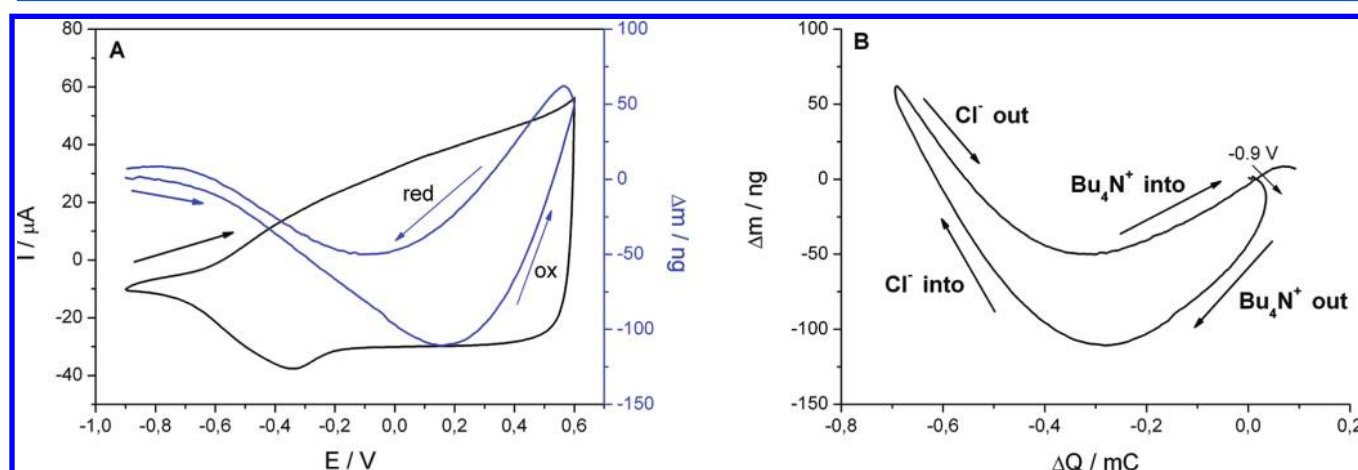 A
80
60
40
20
0
-20
-40
I / μA
-1,0
-0,8
-0,6
-0,4
-0,2
0,0
0,2
0,4
0,6
E / V
100
50
0
-50
-100
-150
Δm / ng
red
ox
B
100
50
0
-50
-100
-150
Δm / ng
-0,8
-0,6
-0,4
-0,2
0,0
0,2
ΔQ / mC
Cl⁻ out
-0.9 V
Bu₄N⁺ into
Cl⁻ into
Bu₄N⁺ out